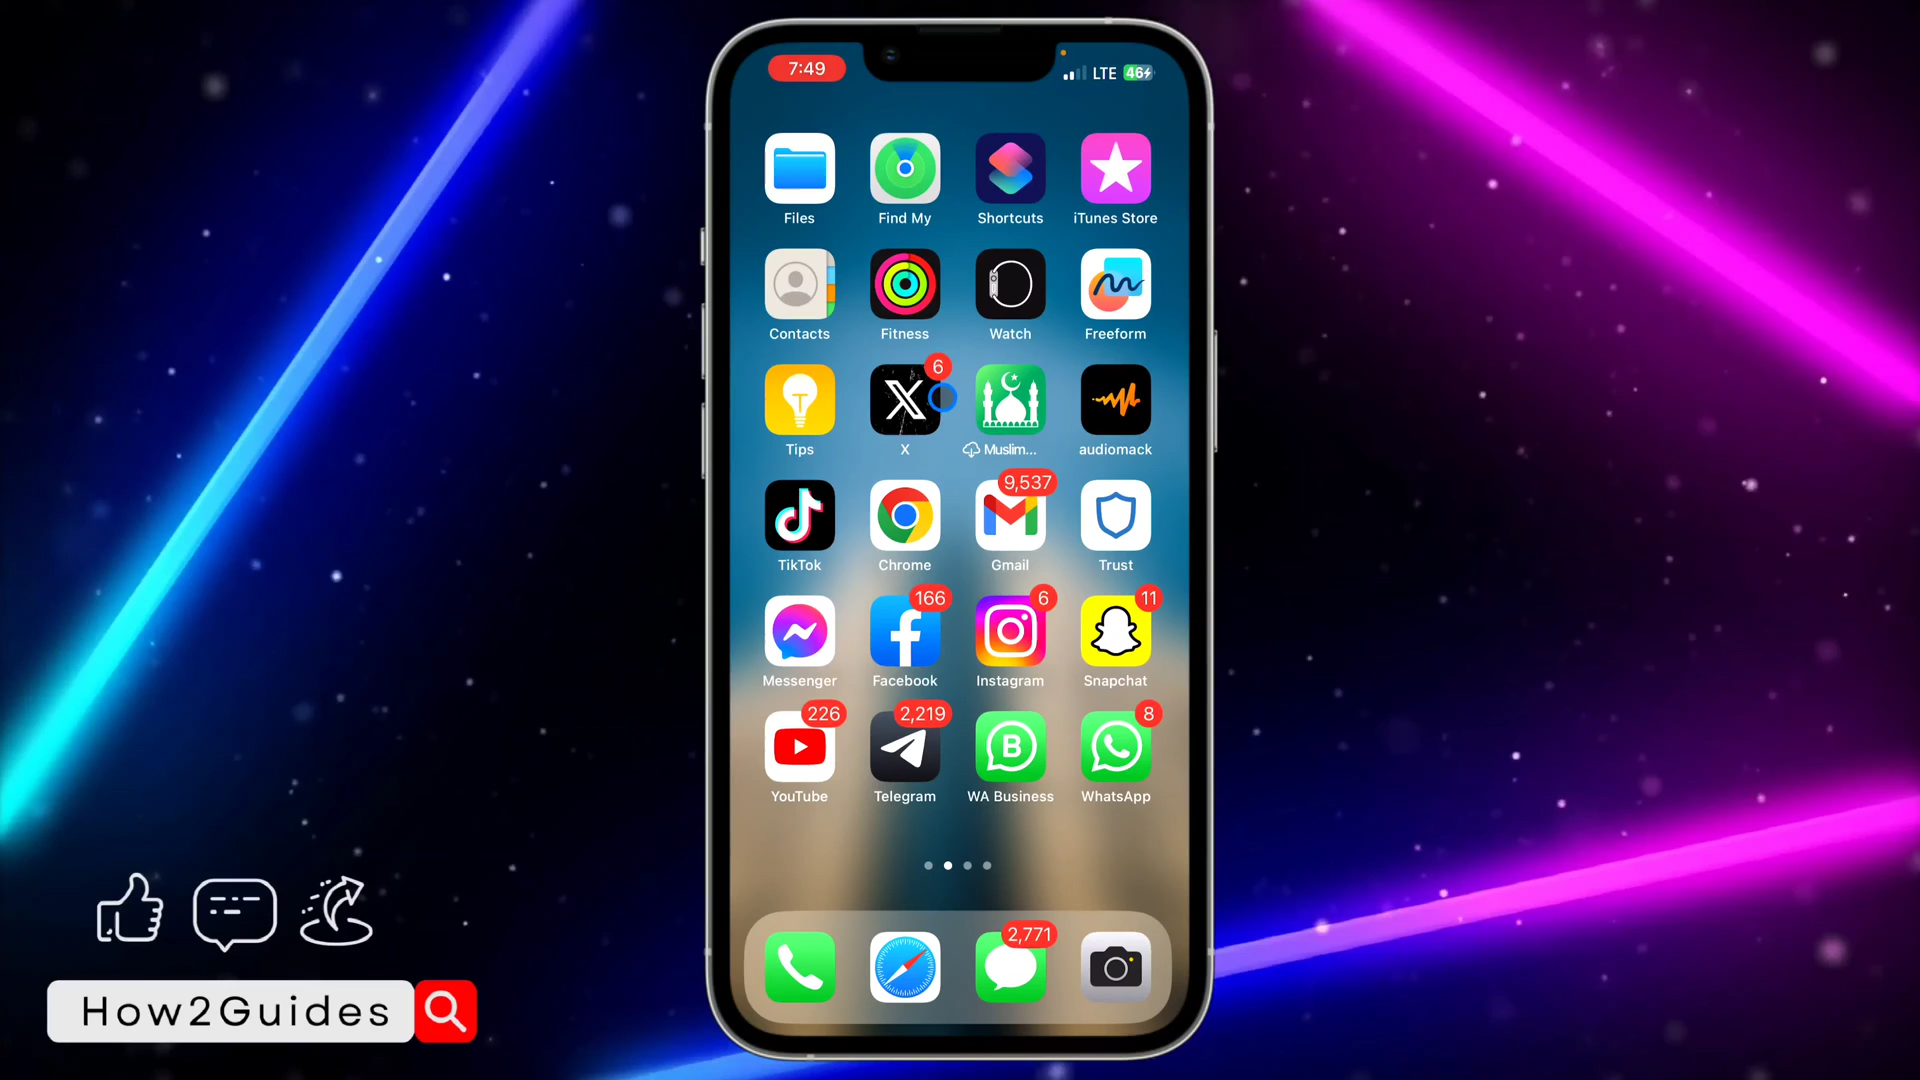 7:49
LTE 46
Files Find My Shortcuts iTunes Store
Contacts Fitness Watch Freeform
6
T
X
Tips X Muslim... audiomack
9,537
TikTok Chrome Gmail Trust
166 6 11
Messenger Facebook Instagram Snapchat
226 2,219 8
B
YouTube Telegram WA Business WhatsApp
2,771
How2Guides